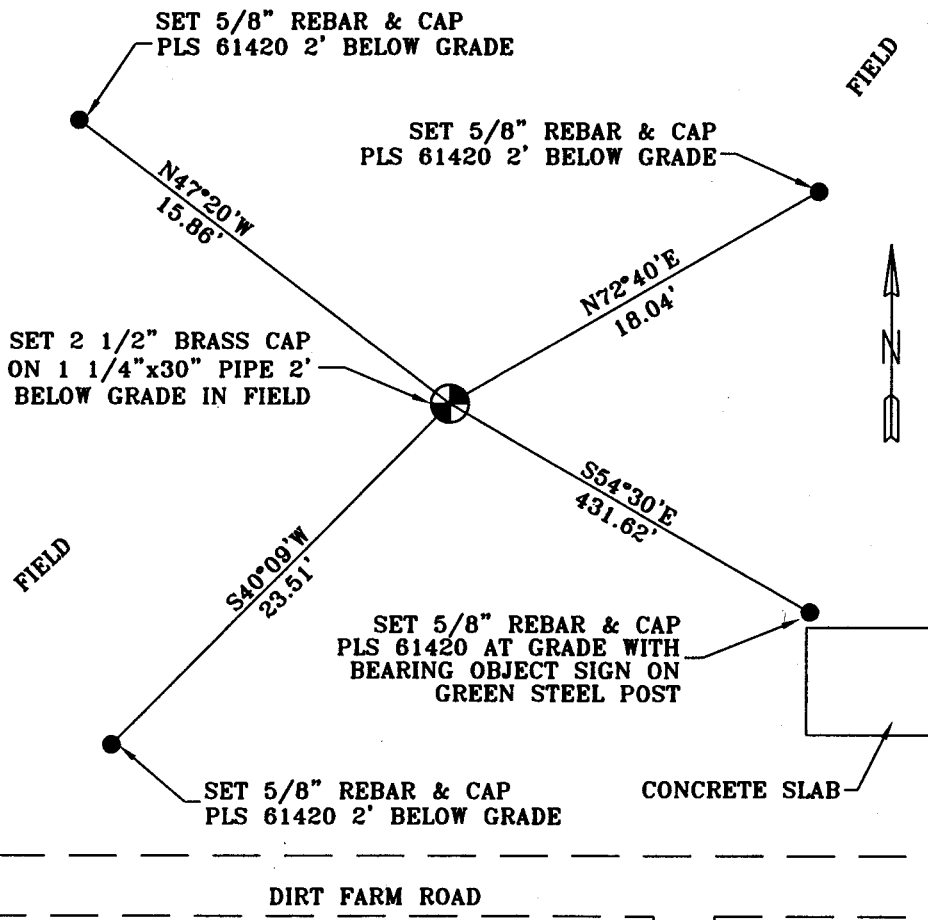 SET 5/8" REBAR & CAP
PLS 61420 2' BELOW GRADE
FIELD
SET 5/8" REBAR & CAP
PLS 61420 2' BELOW GRADE
N47°20'W
15.86'
N72°40'E
18.04'
N
SET 2 1/2" BRASS CAP
ON 1 1/4"x30" PIPE 2'
BELOW GRADE IN FIELD
S54°30'E
431.62'
FIELD
S40°09'W
23.51'
SET 5/8" REBAR & CAP
PLS 61420 AT GRADE WITH
BEARING OBJECT SIGN ON
GREEN STEEL POST
SET 5/8" REBAR & CAP
PLS 61420 2' BELOW GRADE
CONCRETE SLAB
DIRT FARM ROAD